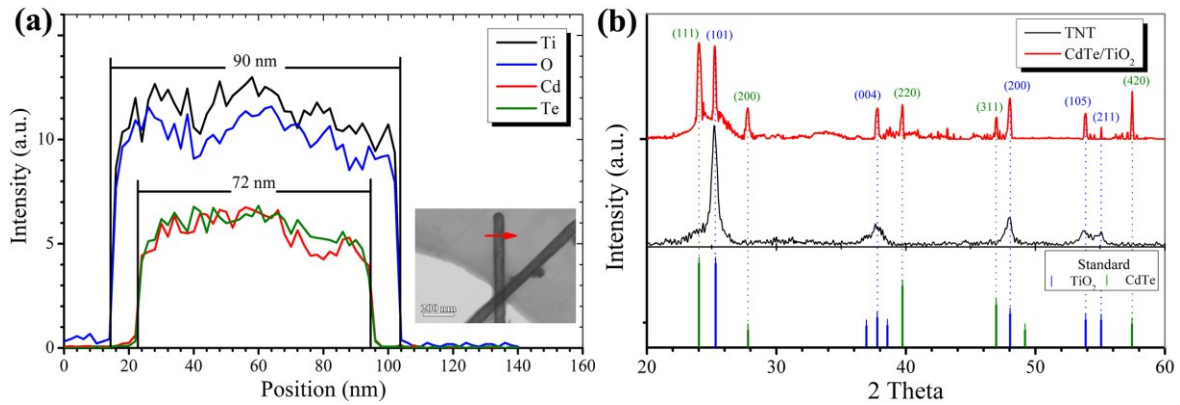 (a)
90 nm
72 nm
Ti
O
Cd
Te
200 nm
Intensity (a.u.)
15
10
5
0
0 20 40 60 80 100 120 140 160
Position (nm)
(b)
TNT
CdTe/TiO2
(111)
(101)
(200)
(004)
(220)
(311)
(200)
(105)
(211)
(420)
Standard
TiO2 CdTe
Intensity (a.u.)
20 30 40 50 60
2 Theta